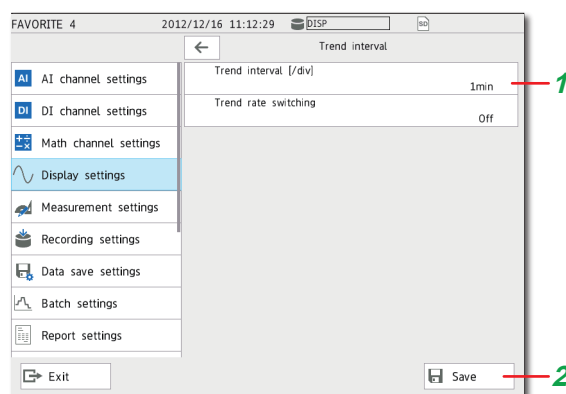 FAVORITE 4 2012/12/16 11:12:29 DISP SD
Trend interval
Trend interval [/div]
1min
1
Trend rate switching
Off
AI AI channel settings
DI DI channel settings
Math channel settings
Display settings
Measurement settings
Recording settings
Data save settings
Batch settings
Report settings
Exit
Save
2